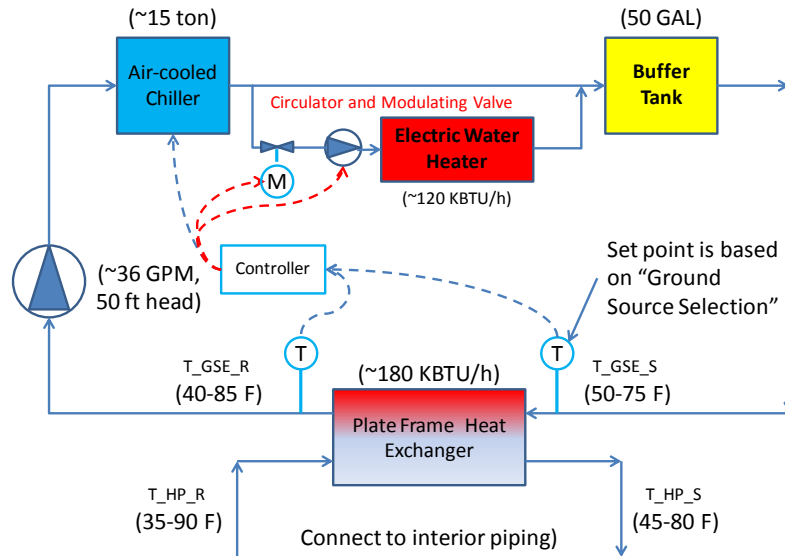 (~15 ton)
(50 GAL)
Air-cooled
Chiller
Buffer
Tank
Circulator and Modulating Valve
Electric Water
Heater
M
(~120 KBTU/h)
Controller
(~36 GPM,
50 ft head)
Set point is based
on “Ground
Source Selection”
T
T
T_GSE_R
(40-85 F)
(~180 KBTU/h)
T_GSE_S
(50-75 F)
Plate Frame Heat
Exchanger
T_HP_R
(35-90 F)
T_HP_S
(45-80 F)
Connect to interior piping)